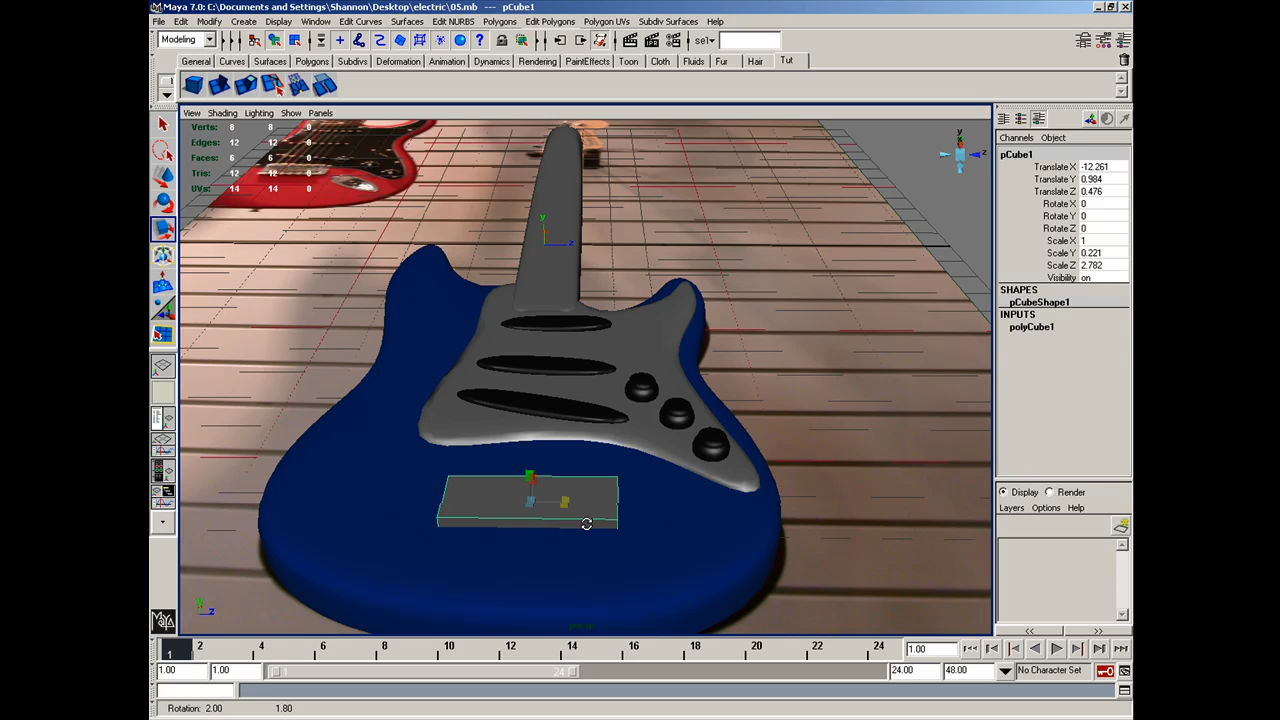 Maya 7.0: C:\Documents and Settings\Shannon\Desktop\electric\05.mb --- pCube1
File Edit Modify Create Display Window Edit Curves Surfaces Edit NURBS Polygons Edit Polygons Polygon UVs Subdiv Surfaces Help
Modeling sel
General Curves Surfaces Polygons Subdivs Deformation Animation Dynamics Rendering PaintEffects Toon Cloth Fluids Fur Hair Tut
View Shading Lighting Show Panels
Verts: 8 8 0
Edges: 12 12 0
Faces: 6 6 0
Tris: 12 12 0
UVs: 14 14 0
y
z
y
z
y
z
persp
Channels Object
pCube1
Translate X -12.261
Translate Y 0.984
Translate Z 0.476
Rotate X 0
Rotate Y 0
Rotate Z 0
Scale X 1
Scale Y 0.221
Scale Z 2.782
Visibility on
SHAPES
pCubeShape1
INPUTS
polyCube1
Display Render
Layers Options Help
<< >>
1 2 4 6 8 10 12 14 16 18 20 22 24 1.00
1.00 1.00 1 24 24.00 48.00 No Character Set
Rotation: 2.00 1.80
MAYA